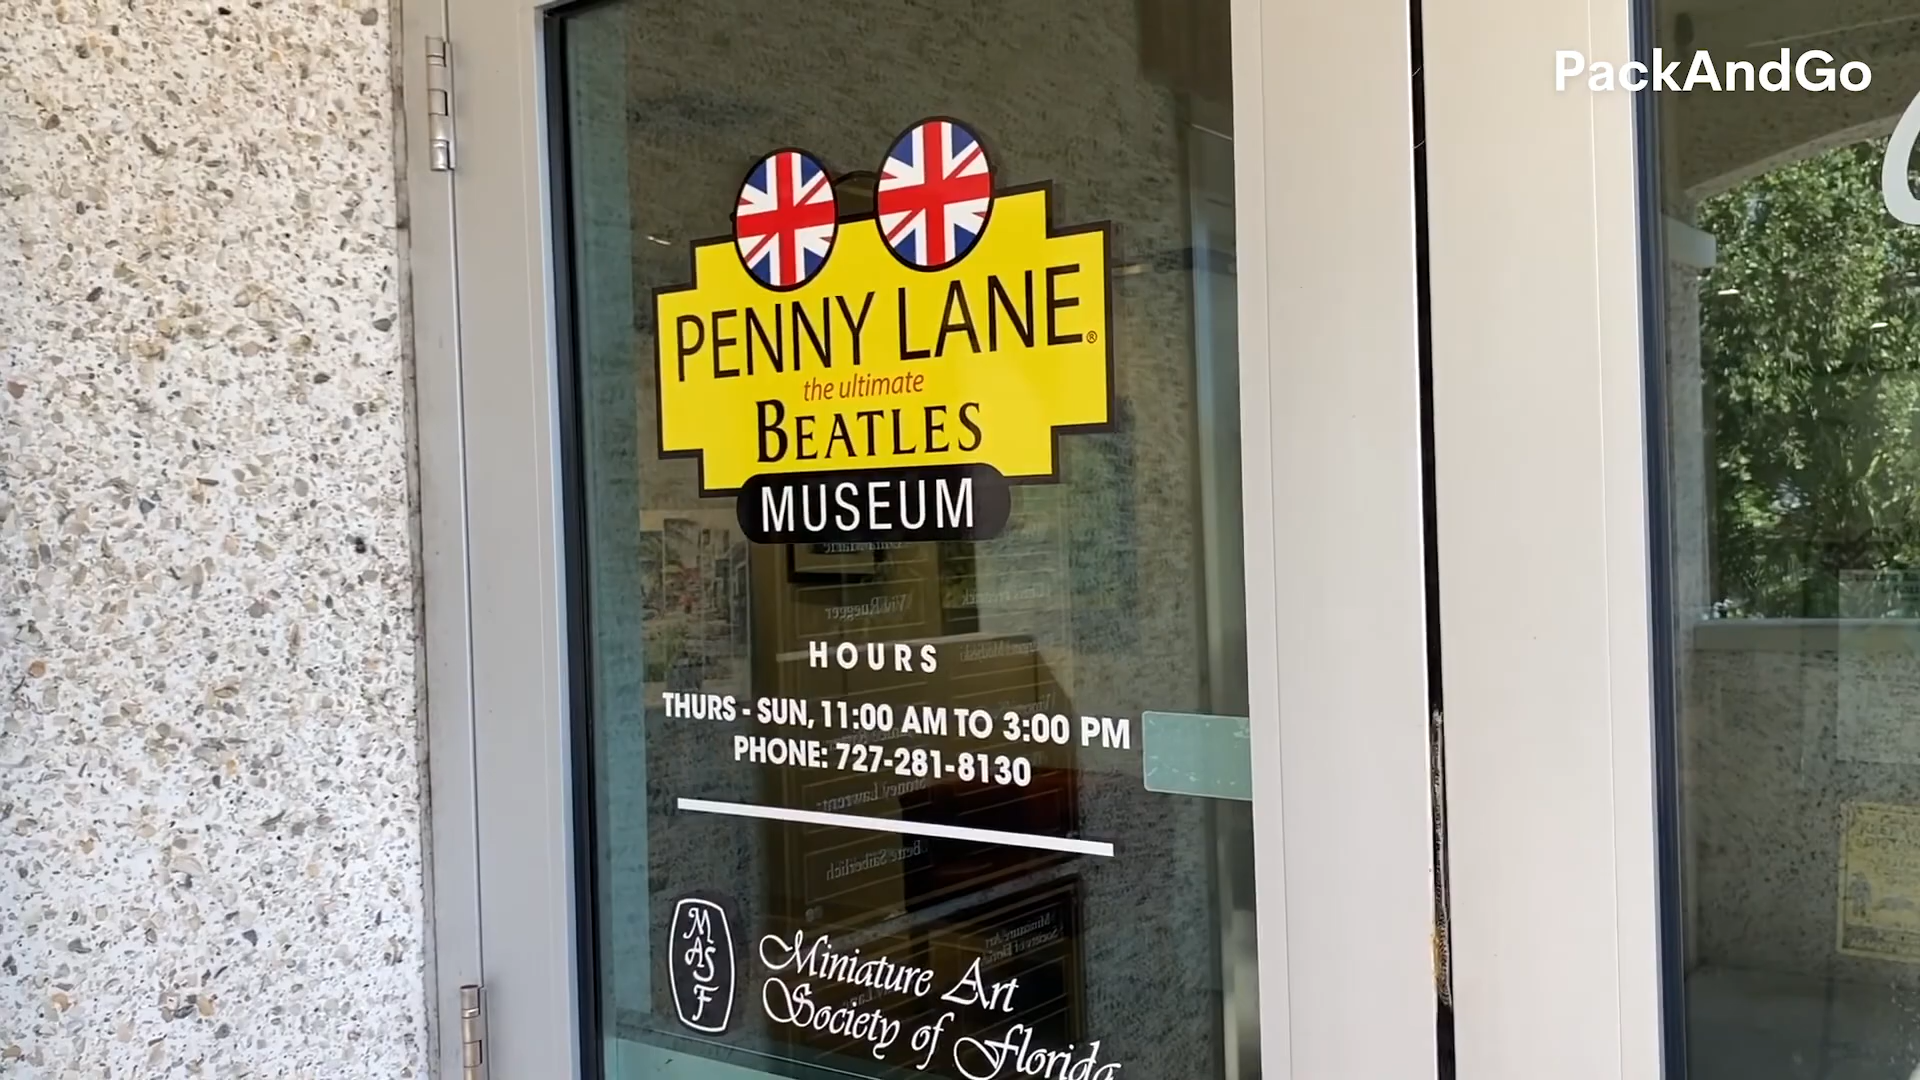 PackAndGo
PENNY LANE®
the ultimate
BEATLES
MUSEUM
HOURS
THURS - SUN, 11:00 AM TO 3:00 PM
PHONE: 727-281-8130
MASF
Miniature Art
Society of Florida